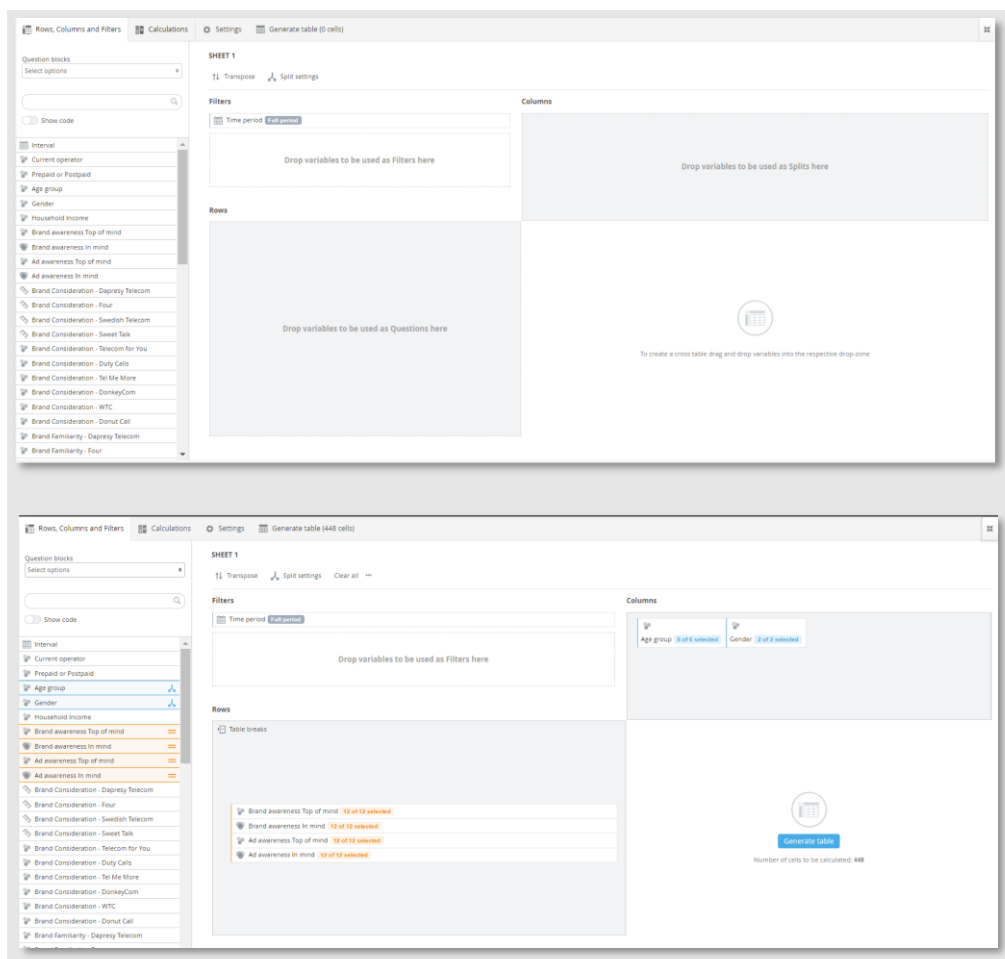 Rows, Columns and Filters Calculations Settings Generate table (0 cells)
Question blocks
Select options
Show code
Interval
Current operator
Prepaid or Postpaid
Age group
Gender
Household Income
Brand awareness Top of mind
Brand awareness In mind
Ad awareness Top of mind
Ad awareness In mind
Brand Consideration - Dapresy Telecom
Brand Consideration - Four
Brand Consideration - Swedish Telecom
Brand Consideration - Sweet Talk
Brand Consideration - Telecom for You
Brand Consideration - Duty Calls
Brand Consideration - Tel Me More
Brand Consideration - DonkeyCom
Brand Consideration - WTC
Brand Consideration - Donut Call
Brand Familiarity - Dapresy Telecom
Brand Familiarity - Four
SHEET 1
Transpose Split settings
Filters
Time period Full period
Drop variables to be used as Filters here
Columns
Drop variables to be used as Splits here
Rows
Drop variables to be used as Questions here
To create a cross table drag and drop variables into the respective drop-zone
Rows, Columns and Filters Calculations Settings Generate table (448 cells)
Question blocks
Select options
Show code
Interval
Current operator
Prepaid or Postpaid
Age group
Gender
Household Income
Brand awareness Top of mind
Brand awareness In mind
Ad awareness Top of mind
Ad awareness In mind
Brand Consideration - Dapresy Telecom
Brand Consideration - Four
Brand Consideration - Swedish Telecom
Brand Consideration - Sweet Talk
Brand Consideration - Telecom for You
Brand Consideration - Duty Calls
Brand Consideration - Tel Me More
Brand Consideration - DonkeyCom
Brand Consideration - WTC
Brand Consideration - Donut Call
Brand Familiarity - Dapresy Telecom
SHEET 1
Transpose Split settings Clear all ...
Filters
Time period Full period
Drop variables to be used as Filters here
Columns
Age group 6 of 6 selected Gender 2 of 2 selected
Rows
Table breaks
Brand awareness Top of mind 12 of 12 selected
Brand awareness In mind 12 of 12 selected
Ad awareness Top of mind 12 of 12 selected
Ad awareness In mind 12 of 12 selected
Generate table
Number of cells to be calculated: 448